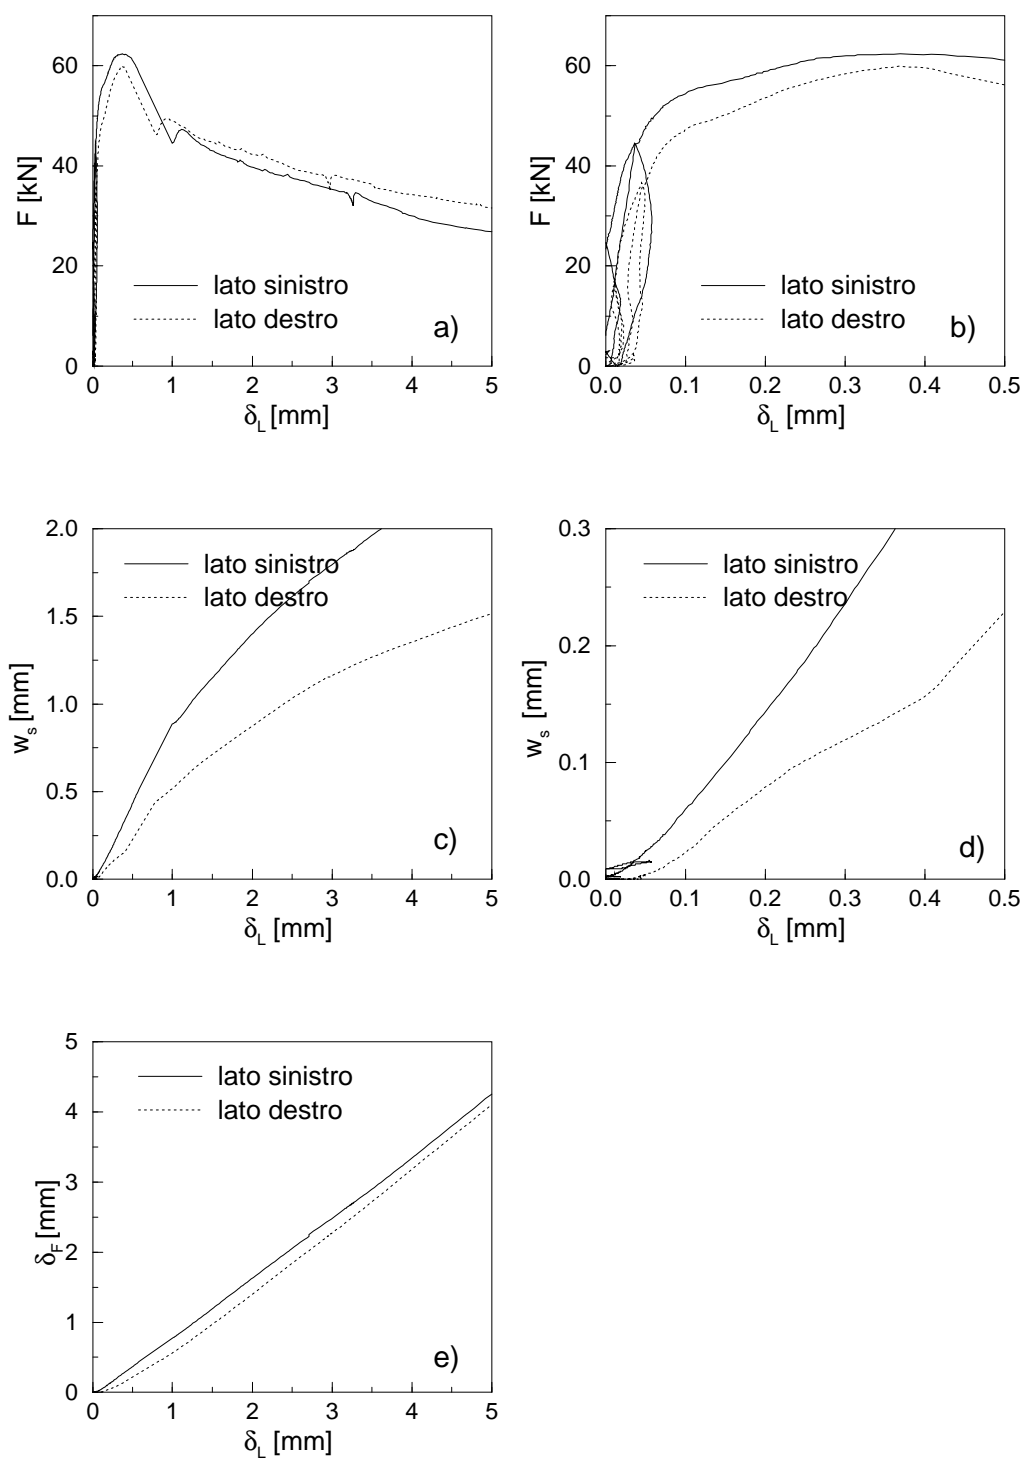 60
40
20
0
F [kN]
lato sinistro
lato destro
a)
0
1
2
3
4
5
δL [mm]
60
40
20
0
F [kN]
lato sinistro
lato destro
b)
0.0
0.1
0.2
0.3
0.4
0.5
δL [mm]
2.0
1.5
1.0
0.5
0.0
ws [mm]
lato sinistro
lato destro
c)
0
1
2
3
4
5
δL [mm]
0.3
0.2
0.1
0.0
ws [mm]
lato sinistro
lato destro
d)
0.0
0.1
0.2
0.3
0.4
0.5
δL [mm]
5
4
3
2
1
0
δF [mm]
lato sinistro
lato destro
e)
0
1
2
3
4
5
δL [mm]